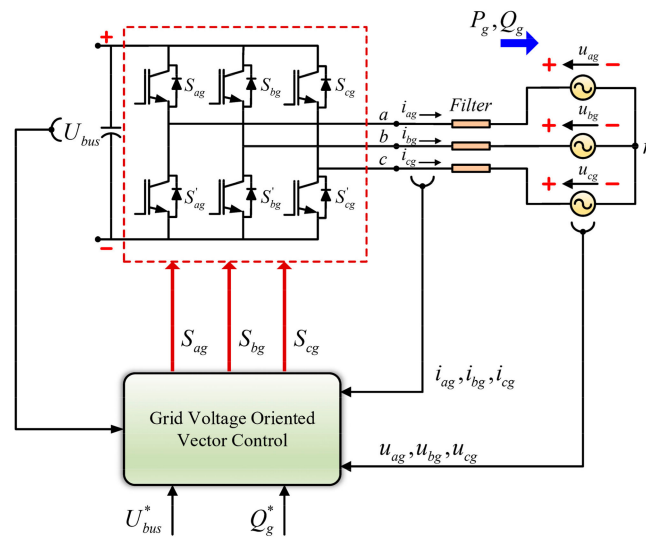 P_g, Q_g
+
u_ag
+ −
S_ag S_bg S_cg
a i_ag Filter
u_bg
U_bus
+ −
b i_bg
n
c i_cg
u_cg
+ −
S'_ag S'_bg S'_cg
−
S_ag S_bg S_cg
i_ag, i_bg, i_cg
Grid Voltage Oriented
Vector Control
u_ag, u_bg, u_cg
U*_bus Q*_g